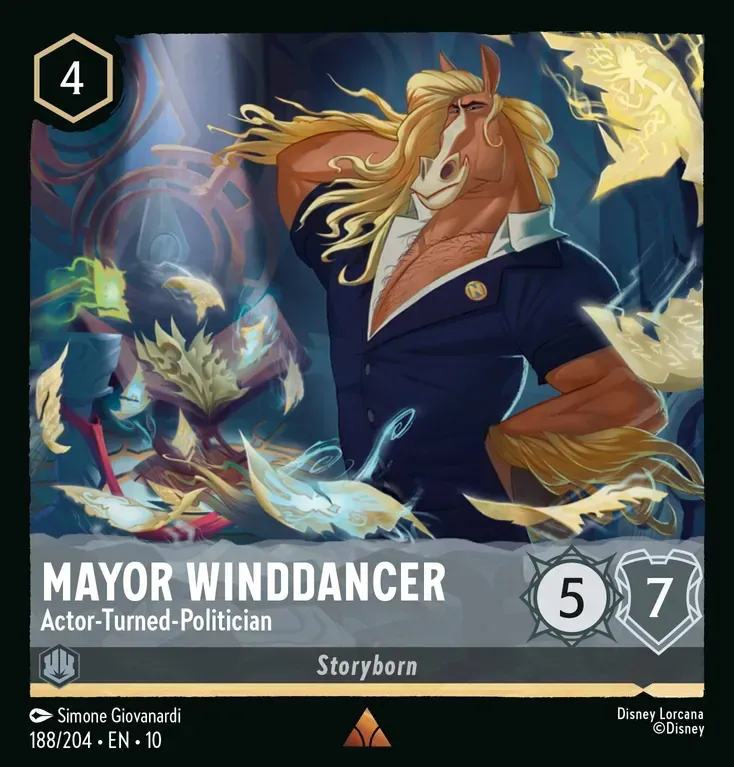 4
MAYOR WINDDANCER
Actor-Turned-Politician
5
7
Storyborn
Simone Giovanardi
188/204 • EN • 10
Disney Lorcana
©Disney